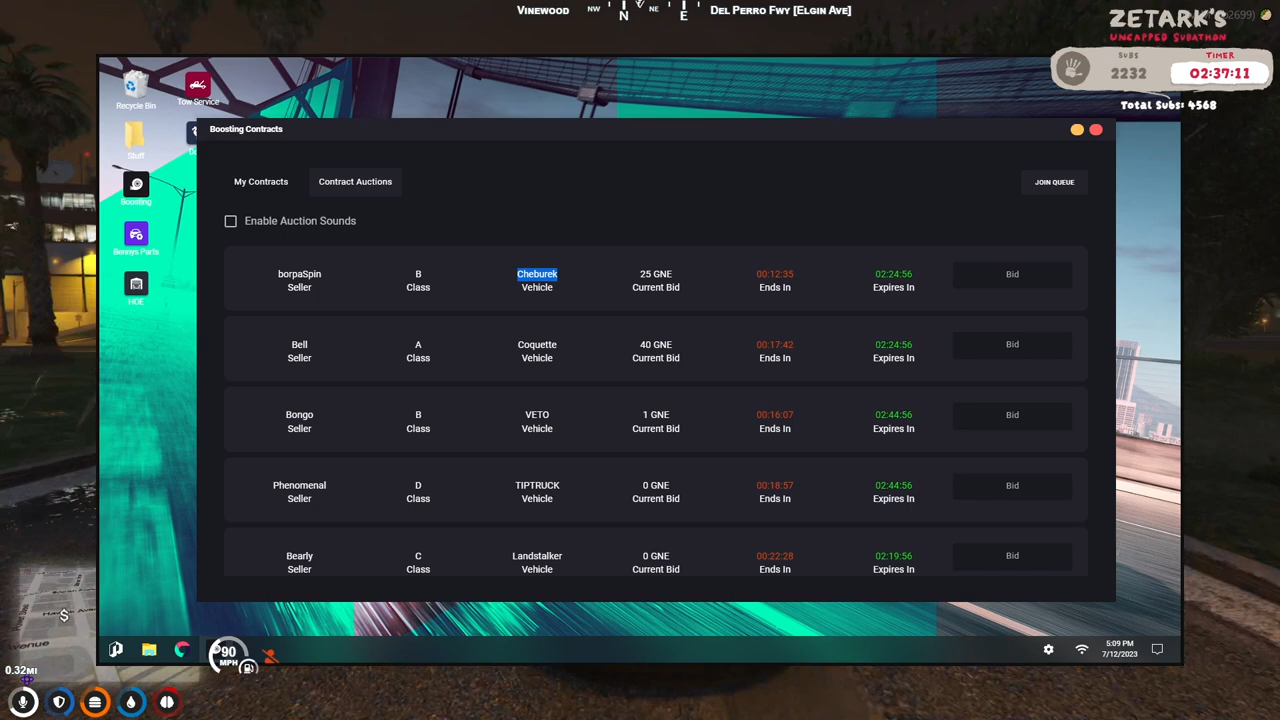 Vinewood NW N NE E Del Perro Fwy [Elgin Ave]
ZETARK'S
UNCAPPED SUBATHON
SUBS
2232
TIMER
02:37:11
Total Subs: 4568
Recycle Bin
Tow Service
Stuff
Boosting
Bennys Parts
HOE
Boosting Contracts
My Contracts
Contract Auctions
JOIN QUEUE
Enable Auction Sounds
borpaSpin B Cheburek 25 GNE 00:12:35 02:24:56 Bid
Seller Class Vehicle Current Bid Ends In Expires In
Bell A Coquette 40 GNE 00:17:42 02:24:56 Bid
Seller Class Vehicle Current Bid Ends In Expires In
Bongo B VETO 1 GNE 00:16:07 02:44:56 Bid
Seller Class Vehicle Current Bid Ends In Expires In
Phenomenal D TIPTRUCK 0 GNE 00:18:57 02:44:56 Bid
Seller Class Vehicle Current Bid Ends In Expires In
Bearly C Landstalker 0 GNE 00:22:28 02:19:56 Bid
Seller Class Vehicle Current Bid Ends In Expires In
$
90
MPH
5:09 PM
7/12/2023
0.32MI